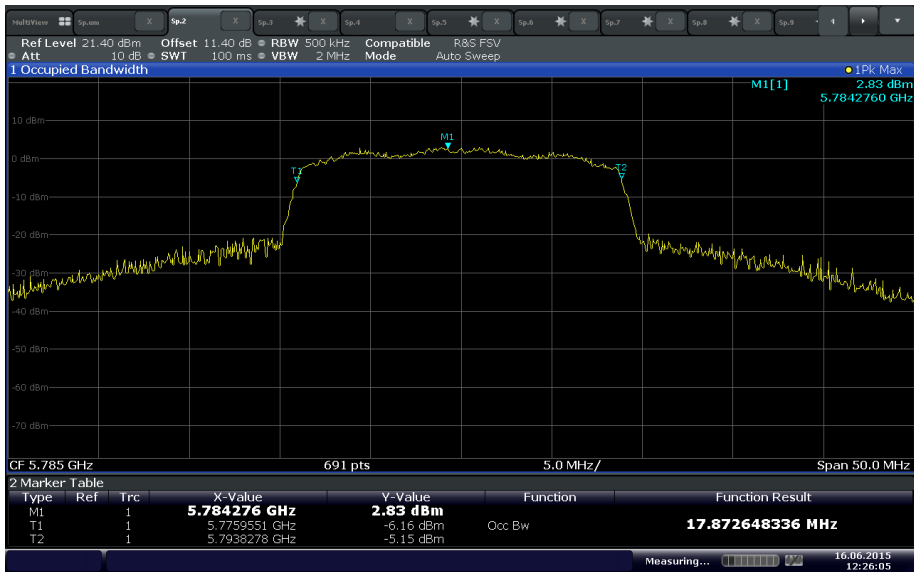 MultiView Sp.um X Sp.2 X Sp.3 X Sp.4 X Sp.5 X Sp.6 X Sp.7 X Sp.8 X Sp.9
Ref Level 21.40 dBm Offset 11.40 dB RBW 500 kHz Compatible R&S FSV
Att 10 dB SWT 100 ms VBW 2 MHz Mode Auto Sweep
1 Occupied Bandwidth 1Pk Max
M1[1] 2.83 dBm
5.7842760 GHz
10 dBm
M1
0 dBm
T1 T2
-10 dBm
-20 dBm
-30 dBm
-40 dBm
-50 dBm
-60 dBm
-70 dBm
CF 5.785 GHz 691 pts 5.0 MHz/ Span 50.0 MHz
2 Marker Table
Type Ref Trc X-Value Y-Value Function Function Result
M1 1 5.784276 GHz 2.83 dBm
T1 1 5.7759551 GHz -6.16 dBm Occ Bw 17.872648336 MHz
T2 1 5.7938278 GHz -5.15 dBm
Measuring... 16.06.2015
12:26:05